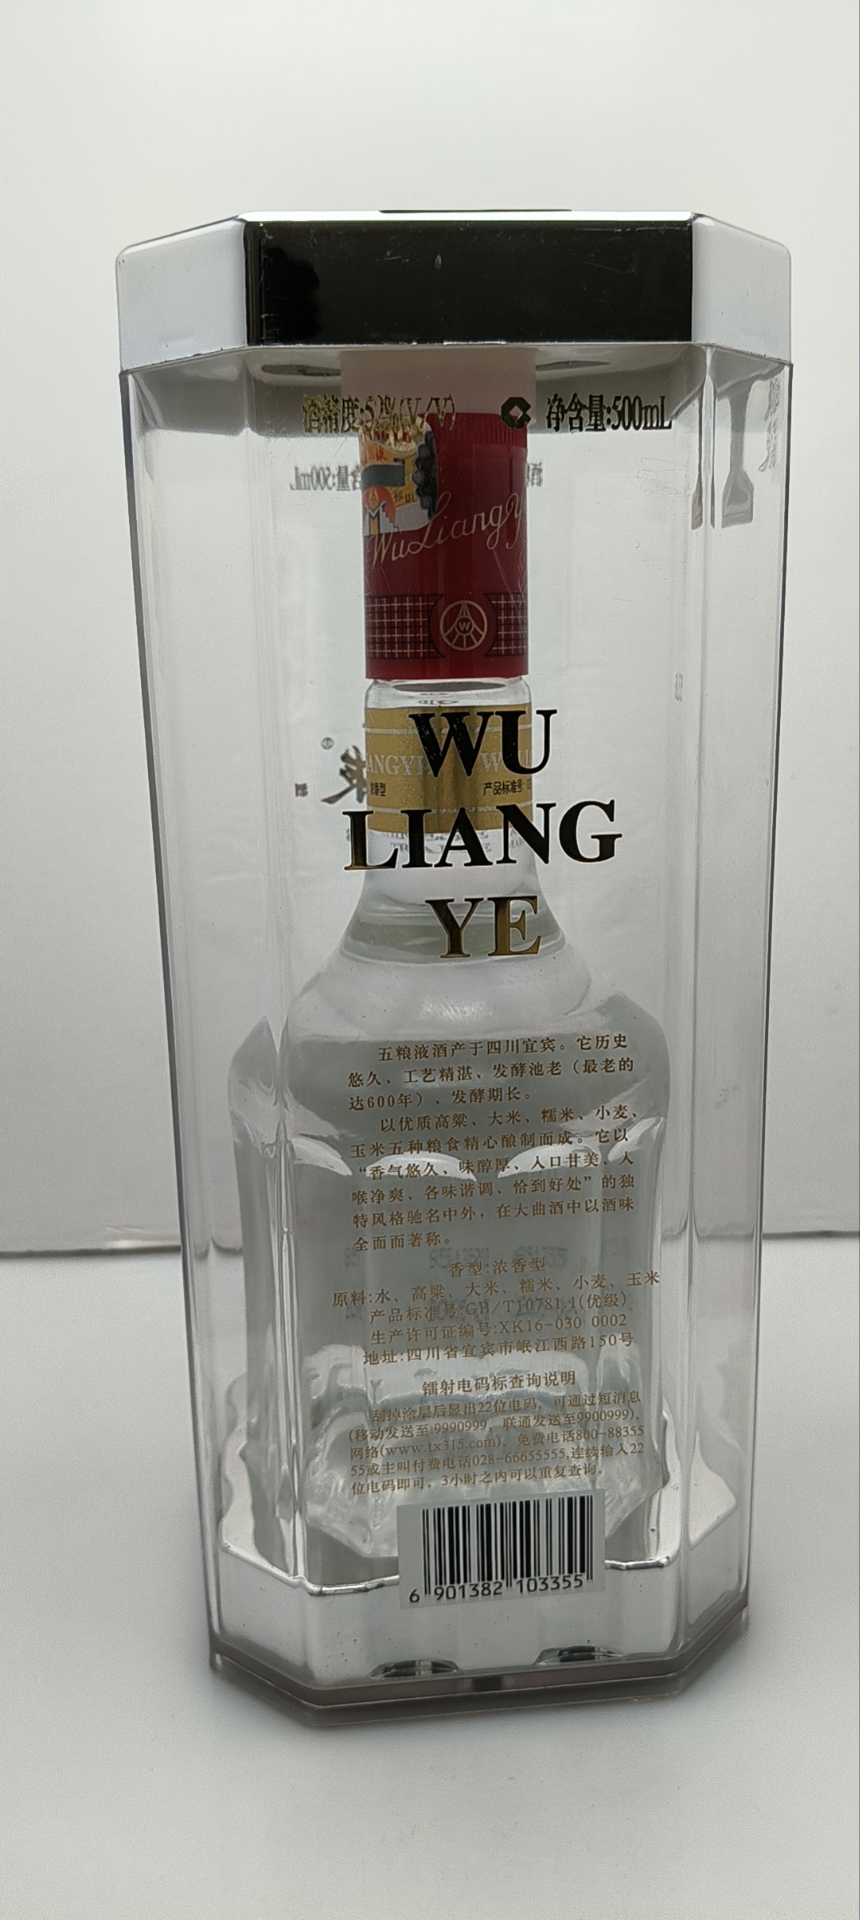 酒精度:52%(V/V) 净含量:500mL
WuLiangY
WU
LIANG
YE
产品标准号
五粮液酒产于四川宜宾。它历史
悠久、工艺精湛、发酵池老（最老的
达600年）、发酵期长。
以优质高粱、大米、糯米、小麦、
玉米五种粮食精心酿制而成。它以
“香气悠久、味醇厚、入口甘美、入
喉净爽、各味谐调、恰到好处”的独
特风格驰名中外，在大曲酒中以酒味
全面而著称。
香型:浓香型
原料:水、高粱、大米、糯米、小麦、玉米
产品标准号:GB/T10781.1(优级)
生产许可证编号:XK16-030 0002
地址:四川省宜宾市岷江西路150号
镭射电码标查询说明
刮掉涂层后显出22位电码，可通过短消息
(移动发送至:9990999，联通发送至9900999)、
网络(www.tx315.com)、免费电话800-88355
55或主叫付费电话028-66655555,连续输入22
位电码即可，3小时之内可以重复查询。
6 901382 103355